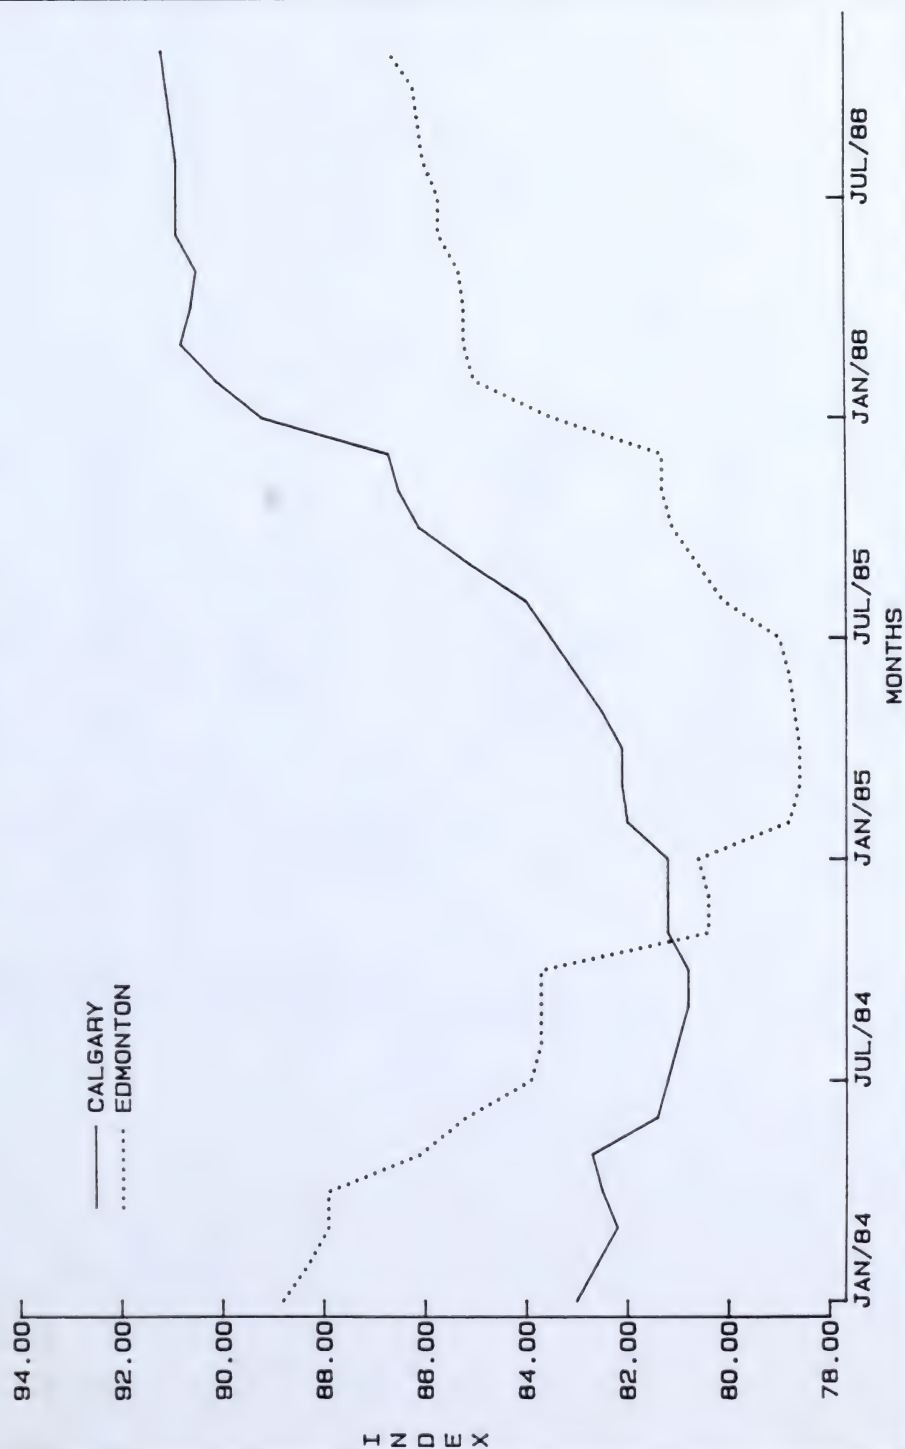 94.00
92.00
90.00
88.00
86.00
84.00
82.00
80.00
78.00
INDEX
CALGARY
EDMONTON
JAN/84
JUL/84
JAN/85
JUL/85
JAN/86
JUL/86
MONTHS